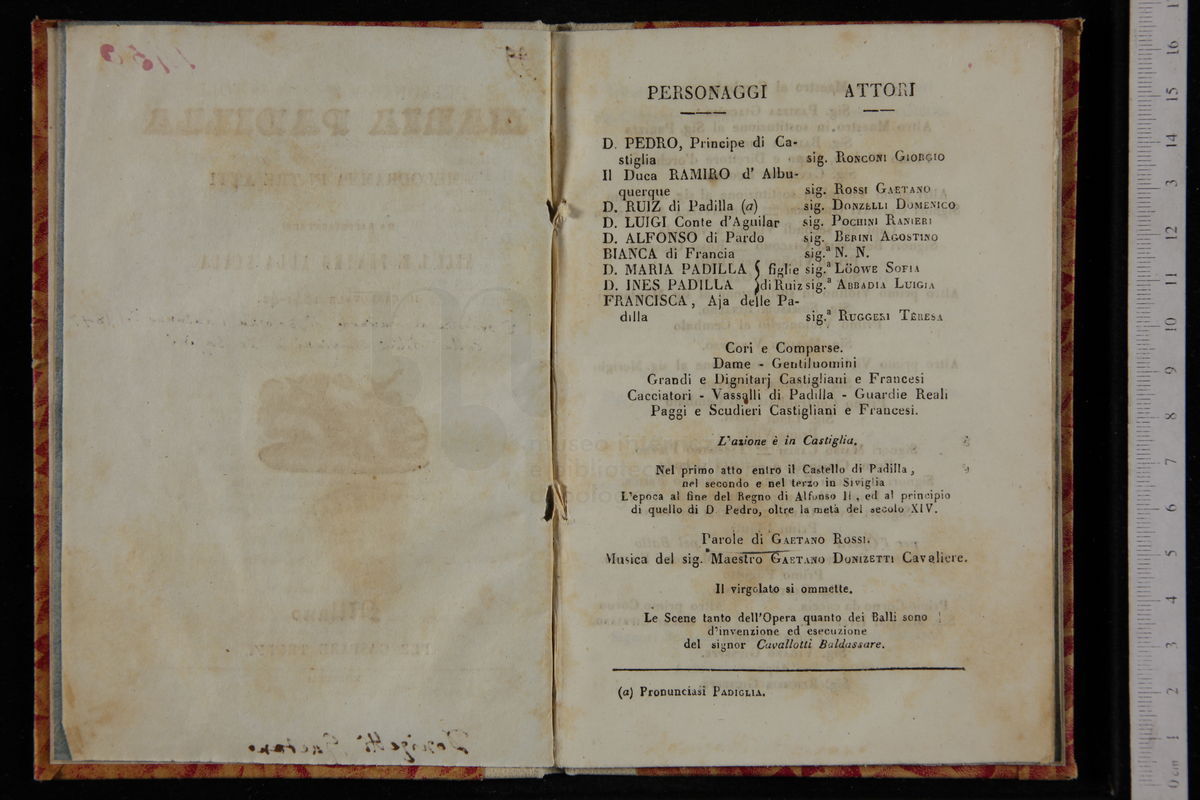 PERSONAGGI ATTORI
D. PEDRO, Principe di Ca-
stiglia sig. RONCONI GIORGIO
Il Duca RAMIRO d' Albu-
querque sig. ROSSI GAETANO
D. RUIZ di Padilla (a) sig. DONZELLI DOMENICO
D. LUIGI Conte d'Aguilar sig. POCHINI RANIERI
D. ALFONSO di Pardo sig. BERINI AGOSTINO
BIANCA di Francia sig.a N. N.
D. MARIA PADILLA { figlie sig.a LÖOWE SOFIA
D. INES PADILLA } di Ruiz sig.a ABBADIA LUIGIA
FRANCISCA, Aja delle Pa-
dilla sig.a RUGGERI TERESA
Cori e Comparse.
Dame - Gentiluomini
Grandi e Dignitarj Castigliani e Francesi
Cacciatori - Vassalli di Padilla - Guardie Reali
Paggi e Scudieri Castigliani e Francesi.
L'azione è in Castiglia.
Nel primo atto entro il Castello di Padilla,
nel secondo e nel terzo in Siviglia
L'epoca al fine del Regno di Alfonso II, ed al principio
di quello di D. Pedro, oltre la metà del secolo XIV.
Parole di GAETANO ROSSI.
Musica del sig. Maestro GAETANO DONIZETTI Cavaliere.
Il virgolato si ommette.
Le Scene tanto dell'Opera quanto dei Balli sono
d'invenzione ed esecuzione
del signor Cavallotti Baldassare.
(a) Pronunciasi PADIGLIA.